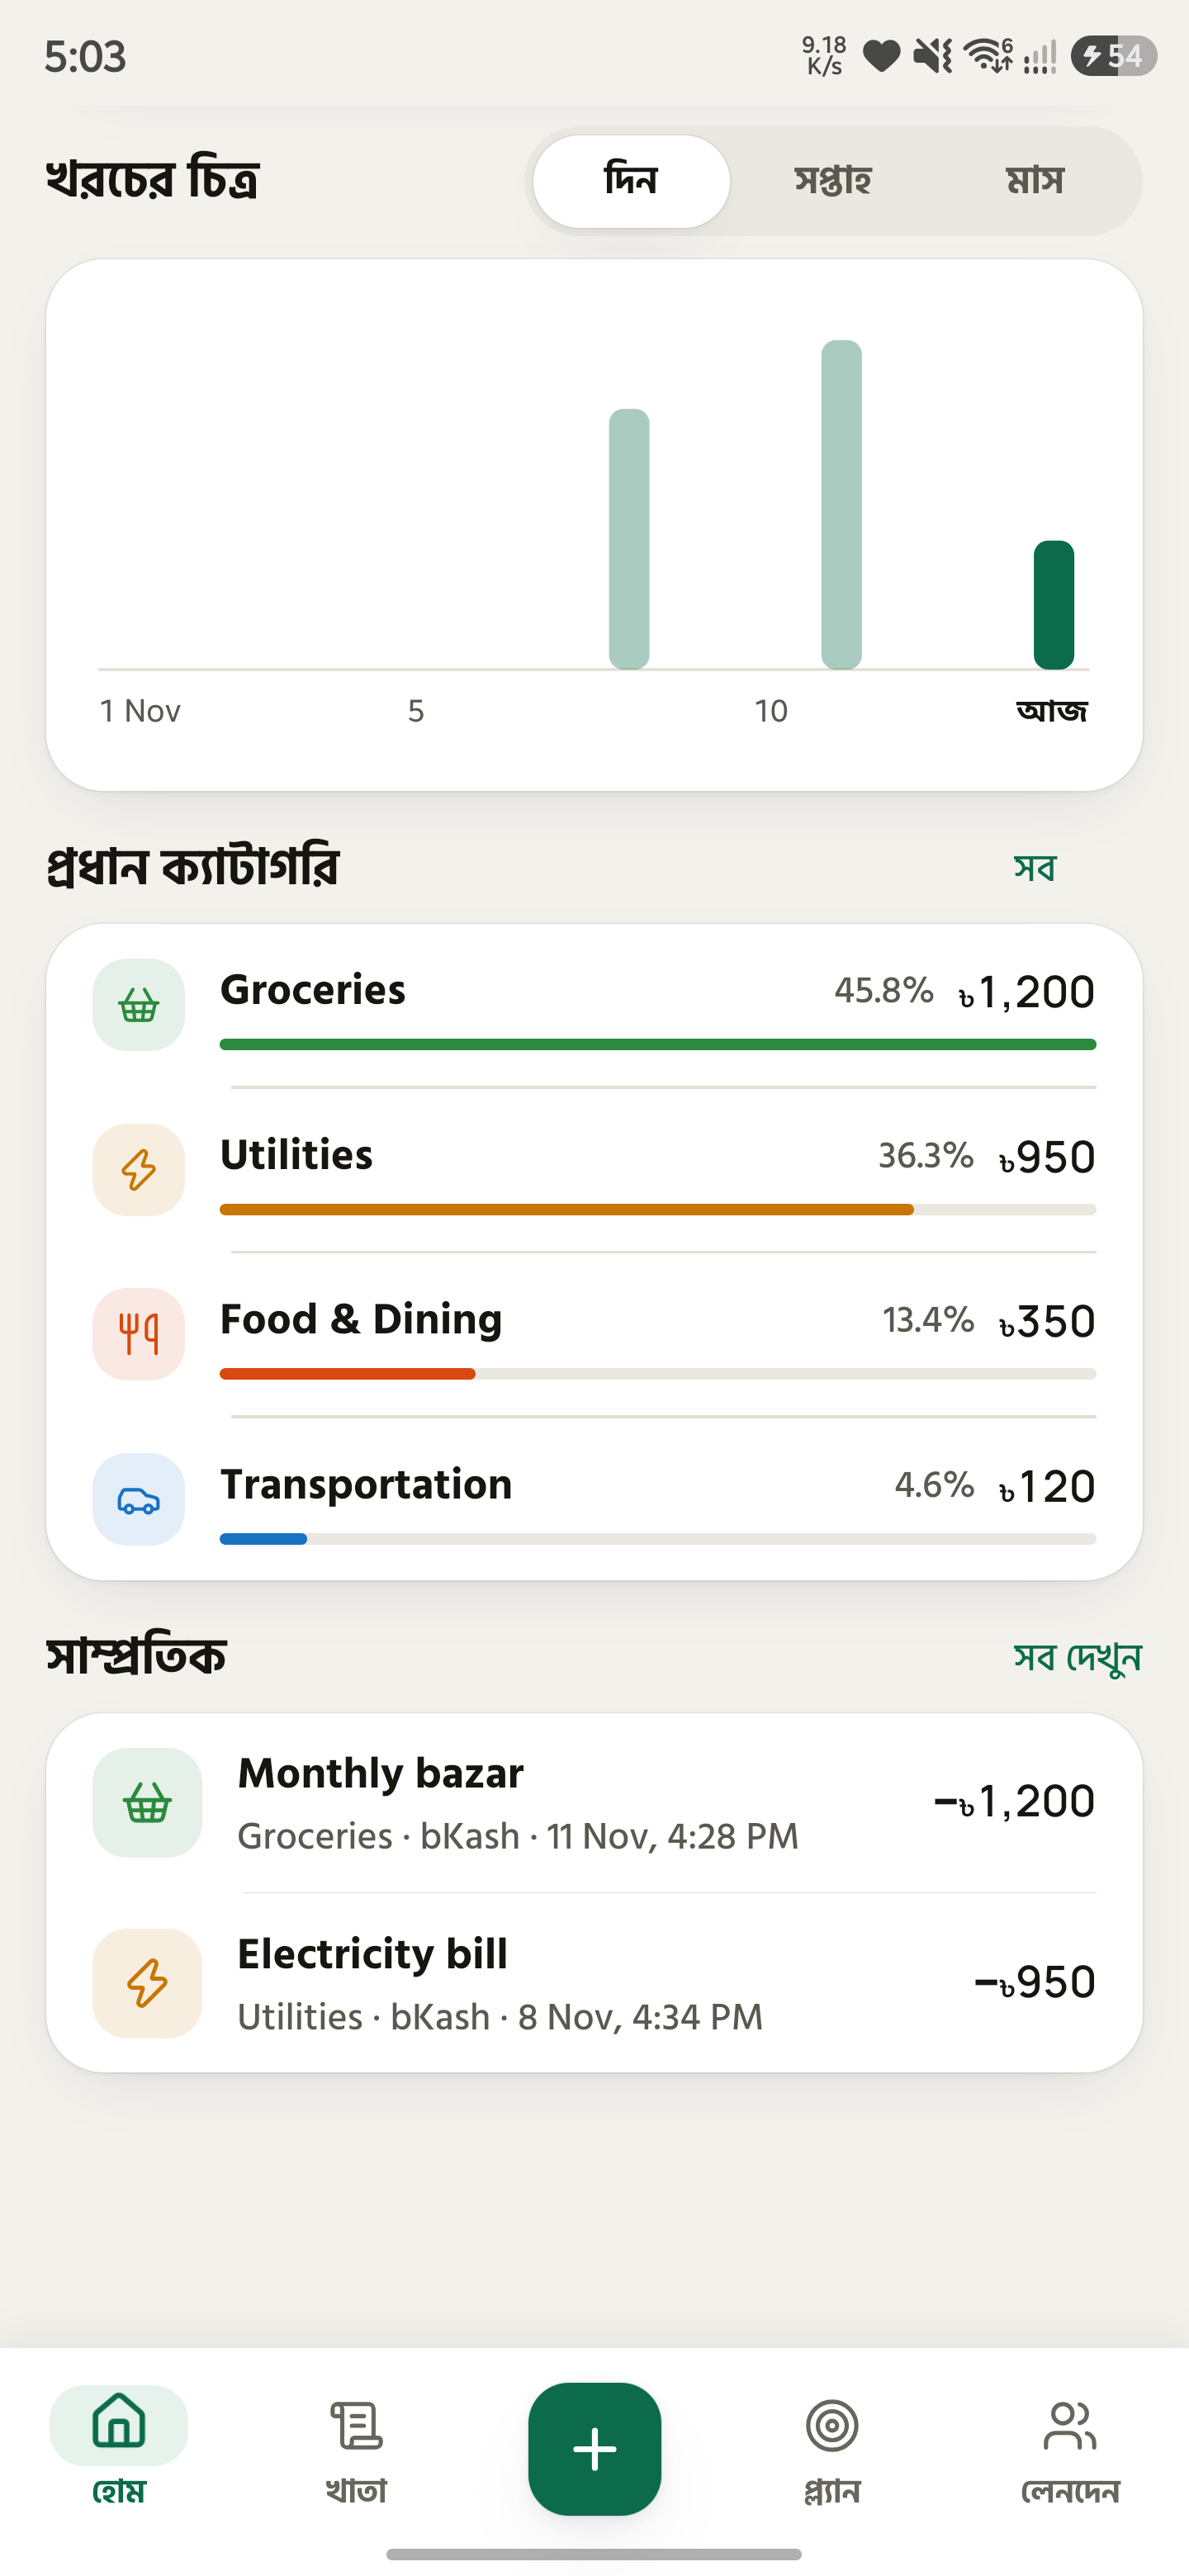 5:03
9.18 K/s
6
54
খরচের চিত্র
দিন সপ্তাহ মাস
1 Nov 5 10 আজ
প্রধান ক্যাটাগরি সব
Groceries 45.8% ৳1,200
Utilities 36.3% ৳950
Food & Dining 13.4% ৳350
Transportation 4.6% ৳120
সাম্প্রতিক সব দেখুন
Monthly bazar
−৳1,200
Groceries · bKash · 11 Nov, 4:28 PM
Electricity bill
−৳950
Utilities · bKash · 8 Nov, 4:34 PM
হোম খাতা প্ল্যান লেনদেন